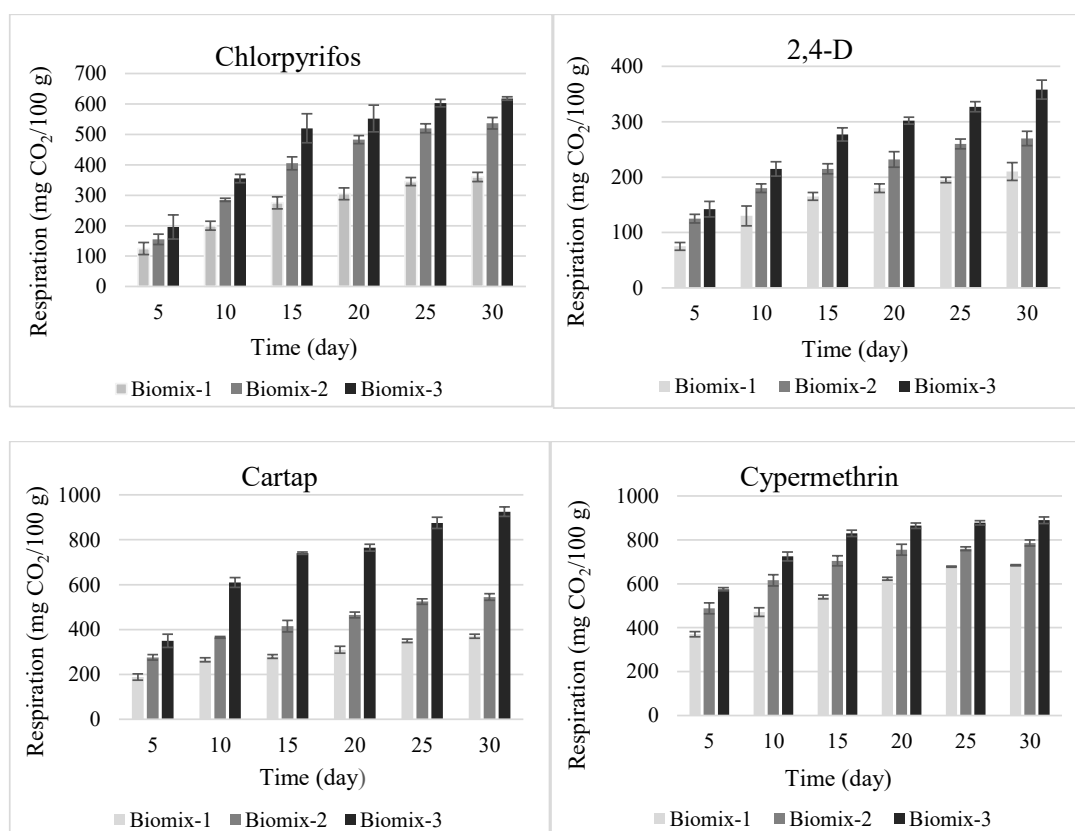 Chlorpyrifos
Respiration (mg CO₂/100 g)
700
600
500
400
300
200
100
0
5 10 15 20 25 30
Time (day)
Biomix-1 Biomix-2 Biomix-3
2,4-D
Respiration (mg CO₂/100 g)
400
300
200
100
0
5 10 15 20 25 30
Time (day)
Biomix-1 Biomix-2 Biomix-3
Cartap
Respiration (mg CO₂/100 g)
1000
800
600
400
200
0
5 10 15 20 25 30
Time (day)
Biomix-1 Biomix-2 Biomix-3
Cypermethrin
Respiration (mg CO₂/100 g)
1000
800
600
400
200
0
5 10 15 20 25 30
Time (day)
Biomix-1 Biomix-2 Biomix-3